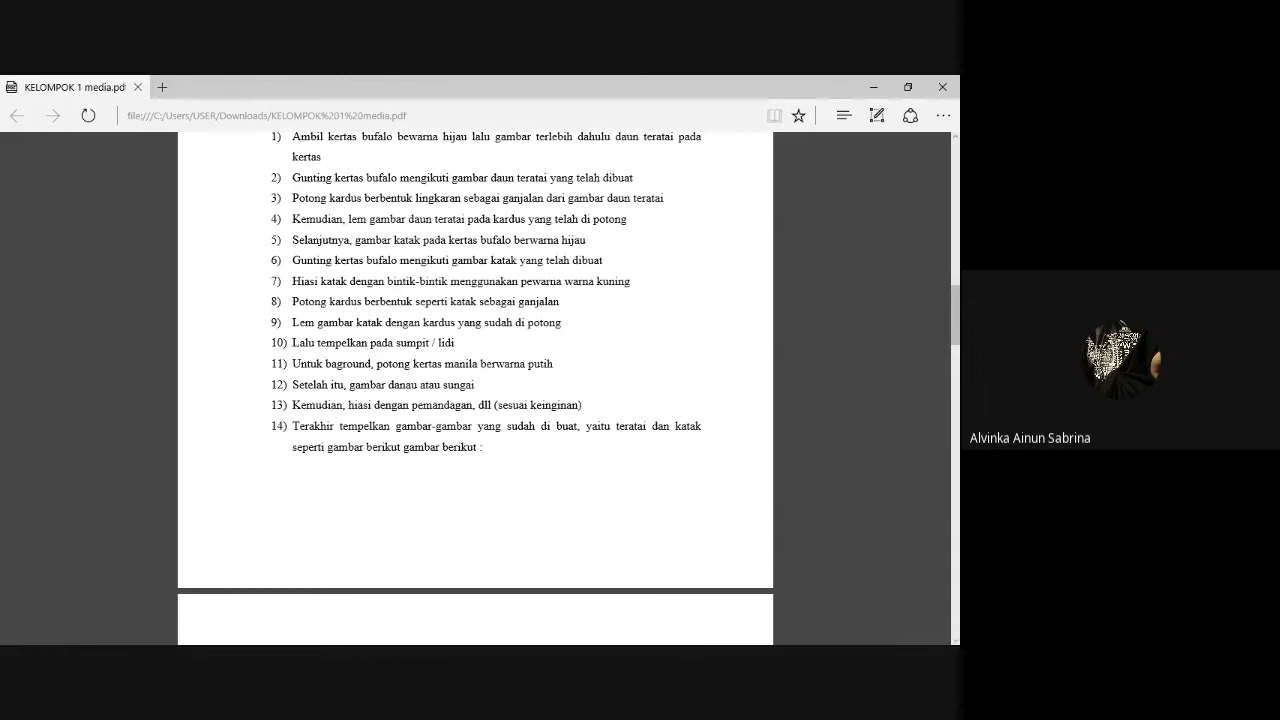 KELOMPOK 1 media.pdf
file:///C:/Users/USER/Downloads/KELOMPOK%201%20media.pdf
1) Ambil kertas bufalo bewarna hijau lalu gambar terlebih dahulu daun teratai pada
kertas
2) Gunting kertas bufalo mengikuti gambar daun teratai yang telah dibuat
3) Potong kardus berbentuk lingkaran sebagai ganjalan dari gambar daun teratai
4) Kemudian, lem gambar daun teratai pada kardus yang telah di potong
5) Selanjutnya, gambar katak pada kertas bufalo berwarna hijau
6) Gunting kertas bufalo mengikuti gambar katak yang telah dibuat
7) Hiasi katak dengan bintik-bintik menggunakan pewarna warna kuning
8) Potong kardus berbentuk seperti katak sebagai ganjalan
9) Lem gambar katak dengan kardus yang sudah di potong
10) Lalu tempelkan pada sumpit / lidi
11) Untuk baground, potong kertas manila berwarna putih
12) Setelah itu, gambar danau atau sungai
13) Kemudian, hiasi dengan pemandagan, dll (sesuai keinginan)
14) Terakhir tempelkan gambar-gambar yang sudah di buat, yaitu teratai dan katak
seperti gambar berikut gambar berikut :
Alvinka Ainun Sabrina